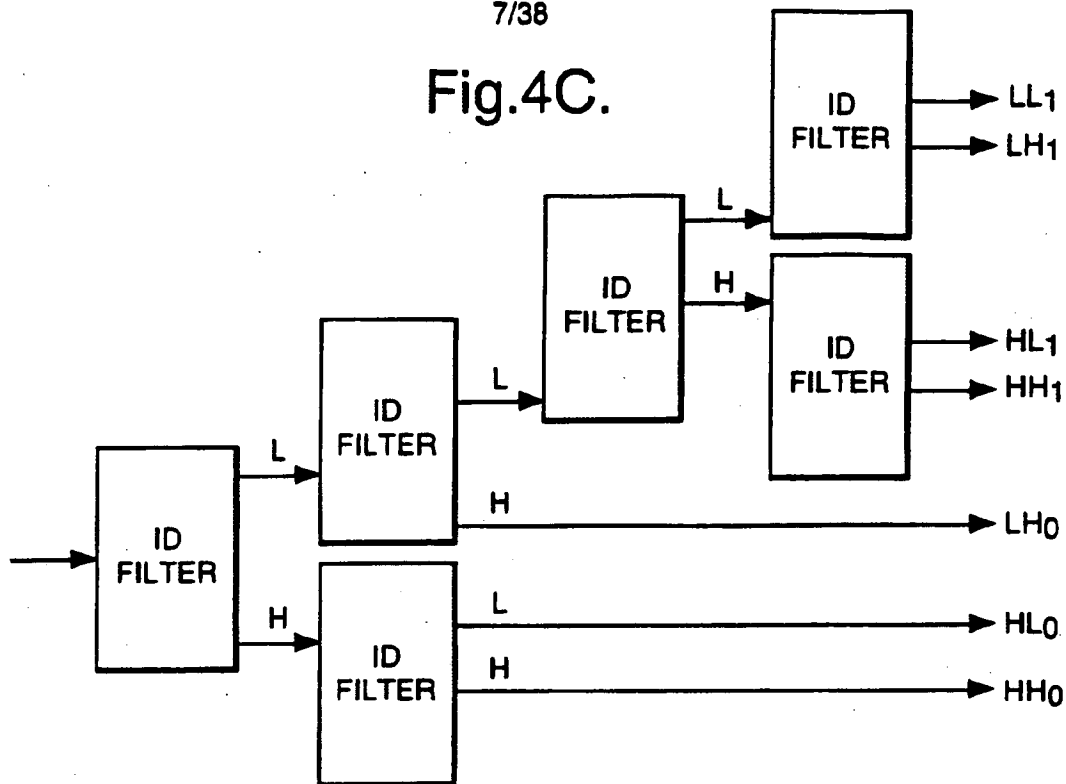 7/38
Fig.4C.
ID
FILTER
LL1
LH1
L
H
ID
FILTER
ID
FILTER
HL1
HH1
L
H
ID
FILTER
LH0
L
H
ID
FILTER
L
H
ID
FILTER
HL0
HH0